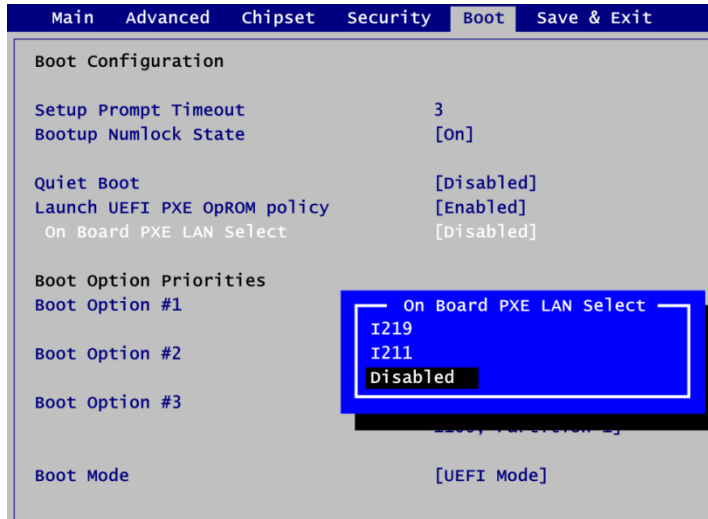 Main Advanced Chipset Security Boot Save & Exit
Boot Configuration
Setup Prompt Timeout 3
Bootup Numlock State [On]
Quiet Boot [Disabled]
Launch UEFI PXE OpROM policy [Enabled]
On Board PXE LAN Select [Disabled]
Boot Option Priorities
Boot Option #1
On Board PXE LAN Select
I219
I211
Boot Option #2
Disabled
Boot Option #3
Boot Mode [UEFI Mode]